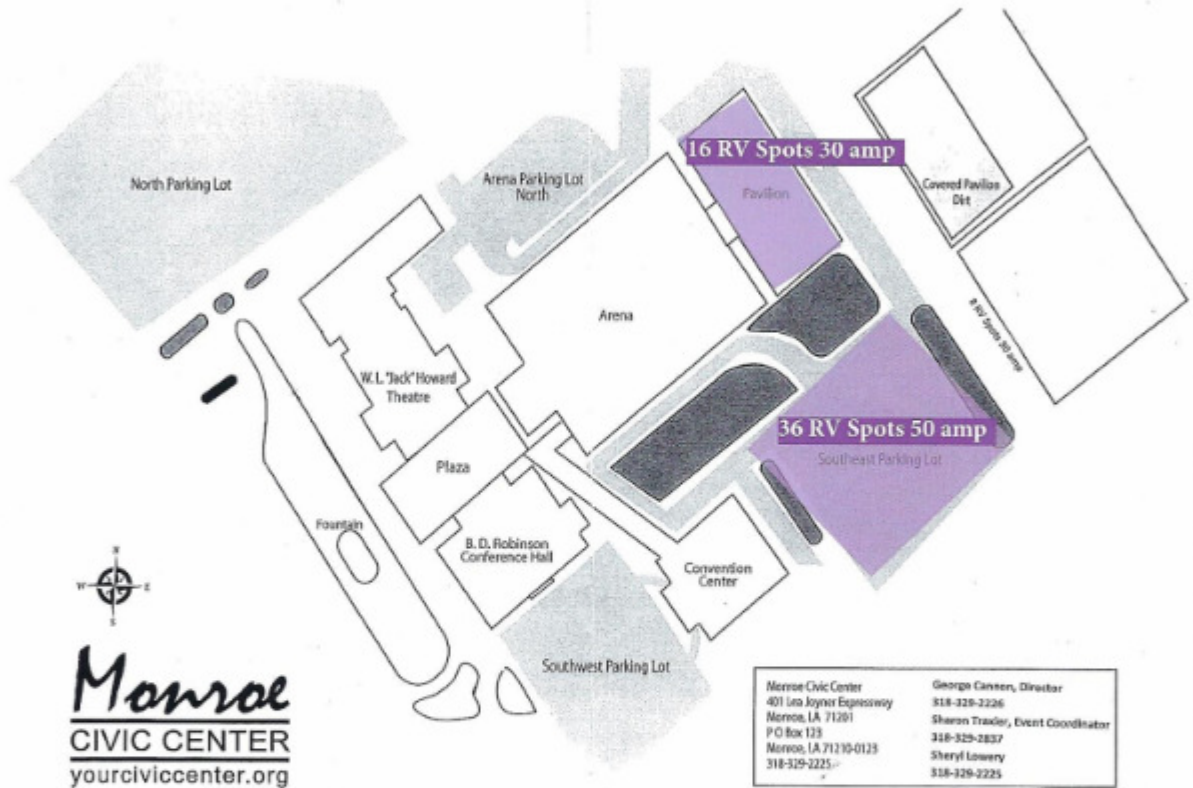 16 RV Spots 30 amp
North Parking Lot
Arena Parking Lot
North
Pavilion
Covered Pavilion
Dirt
Arena
8 RV Spots 30 amp
W. L. "Jack" Howard
Theatre
36 RV Spots 50 amp
Southeast Parking Lot
Plaza
Fountain
B. D. Robinson
Conference Hall
Convention
Center
N
W E
S
Southwest Parking Lot
Monroe
CIVIC CENTER
yourciviccenter.org
Monroe Civic Center
401 Lea Joyner Expressway
Monroe, LA 71201
P O Box 123
Monroe, LA 71210-0123
318-329-2225
George Cannon, Director
318-329-2226
Sharon Traxler, Event Coordinator
318-329-2837
Sheryl Lowery
318-329-2225